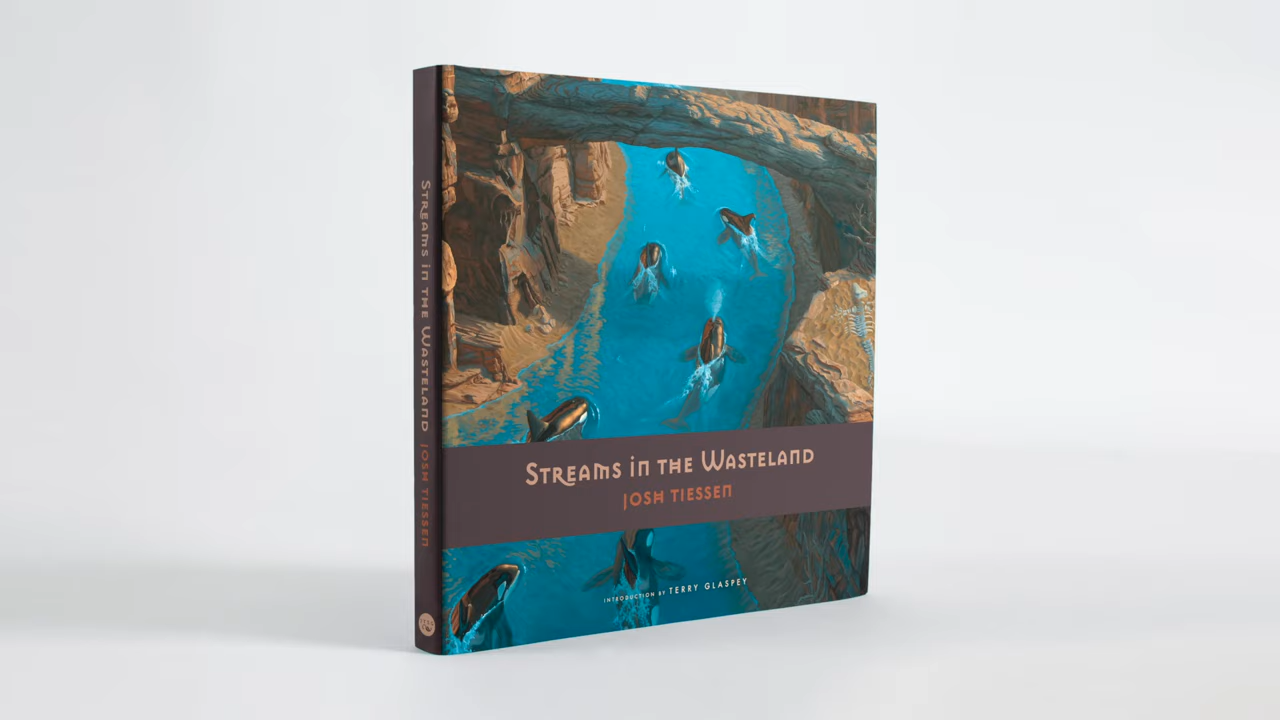 STREAMS IN THE WASTELAND
JOSH TIESSEN
STREAMS IN THE WASTELAND
JOSH TIESSEN
INTRODUCTION BY TERRY GLASPEY